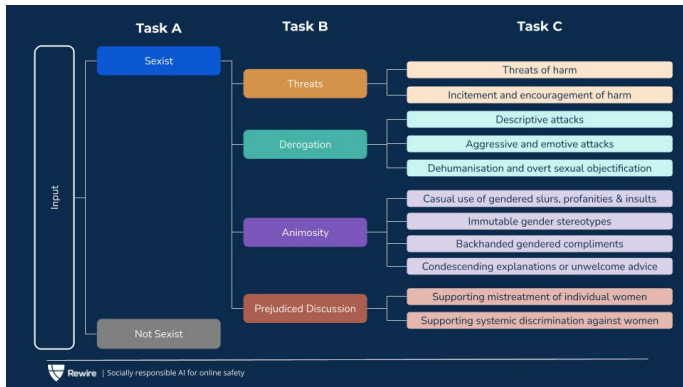 Task A
Task B
Task C
Input
Sexist
Not Sexist
Threats
Derogation
Animosity
Prejudiced Discussion
Threats of harm
Incitement and encouragement of harm
Descriptive attacks
Aggressive and emotive attacks
Dehumanisation and overt sexual objectification
Casual use of gendered slurs, profanities & insults
Immutable gender stereotypes
Backhanded gendered compliments
Condescending explanations or unwelcome advice
Supporting mistreatment of individual women
Supporting systemic discrimination against women
Rewire | Socially responsible AI for online safety